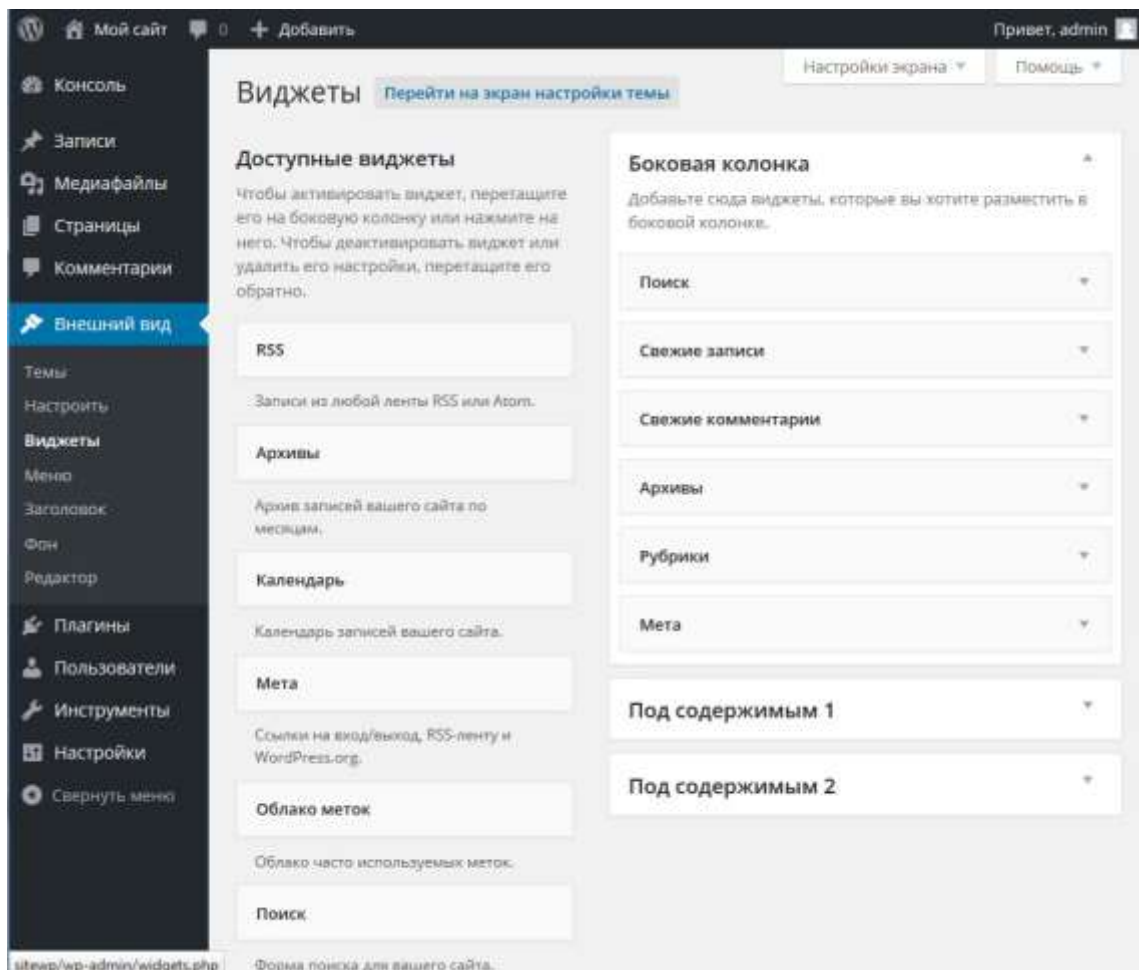 Мой сайт 0 Добавить Привет, admin
Настройки экрана Помощь
Консоль
Записи
Медиафайлы
Страницы
Комментарии
Внешний вид
Темы
Настроить
Виджеты
Меню
Заголовок
Фон
Редактор
Плагины
Пользователи
Инструменты
Настройки
Свернуть меню
sitewp/wp-admin/widgets.php
Виджеты Перейти на экран настройки темы
Доступные виджеты
Чтобы активировать виджет, перетащите
его на боковую колонку или нажмите на
него. Чтобы деактивировать виджет или
удалить его настройки, перетащите его
обратно.
RSS
Записи из любой ленты RSS или Atom.
Архивы
Архив записей вашего сайта по
месяцам.
Календарь
Календарь записей вашего сайта.
Мета
Ссылки на вход/выход, RSS-ленту и
WordPress.org.
Облако меток
Облако часто используемых меток.
Поиск
Форма поиска для вашего сайта.
Боковая колонка
Добавьте сюда виджеты, которые вы хотите разместить в
боковой колонке.
Поиск
Свежие записи
Свежие комментарии
Архивы
Рубрики
Мета
Под содержимым 1
Под содержимым 2